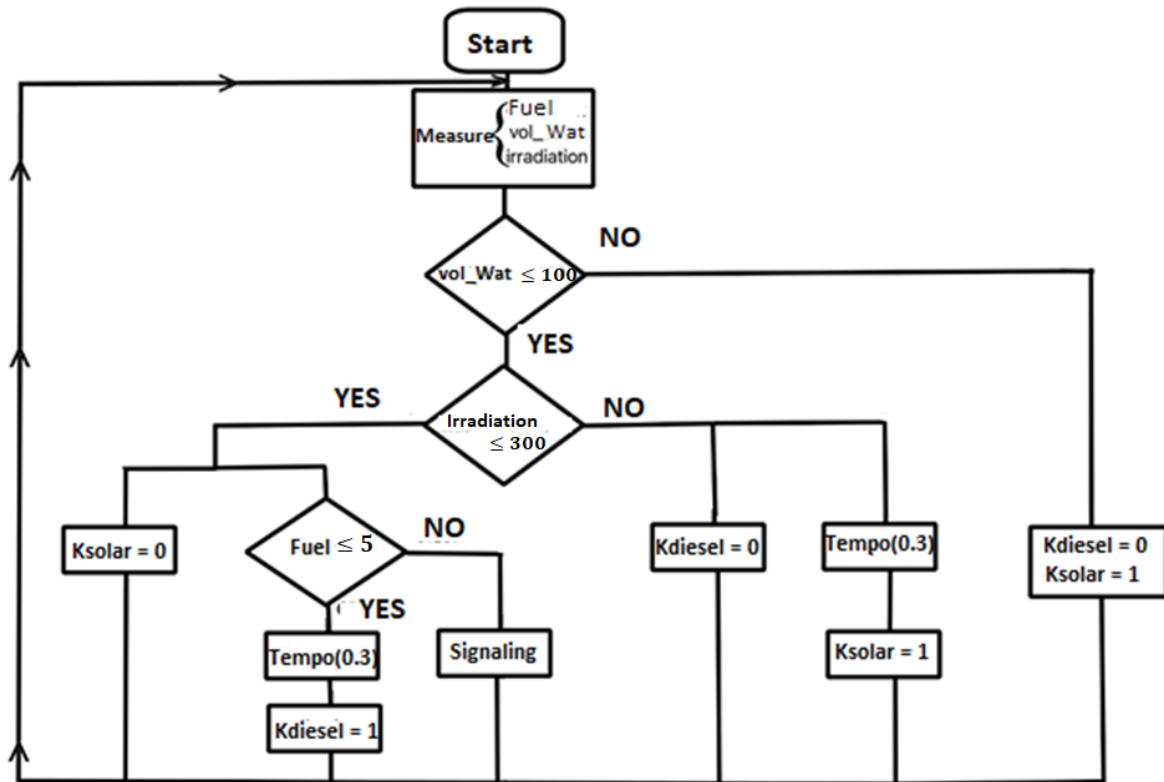 Start
Measure
Fuel
vol_Wat
irradiation
vol_Wat ≤ 100
NO
YES
Irradiation
≤ 300
YES
NO
Ksolar = 0
Fuel ≤ 5
NO
YES
Tempo(0.3)
Kdiesel = 1
Signaling
Kdiesel = 0
Tempo(0.3)
Ksolar = 1
Kdiesel = 0
Ksolar = 1